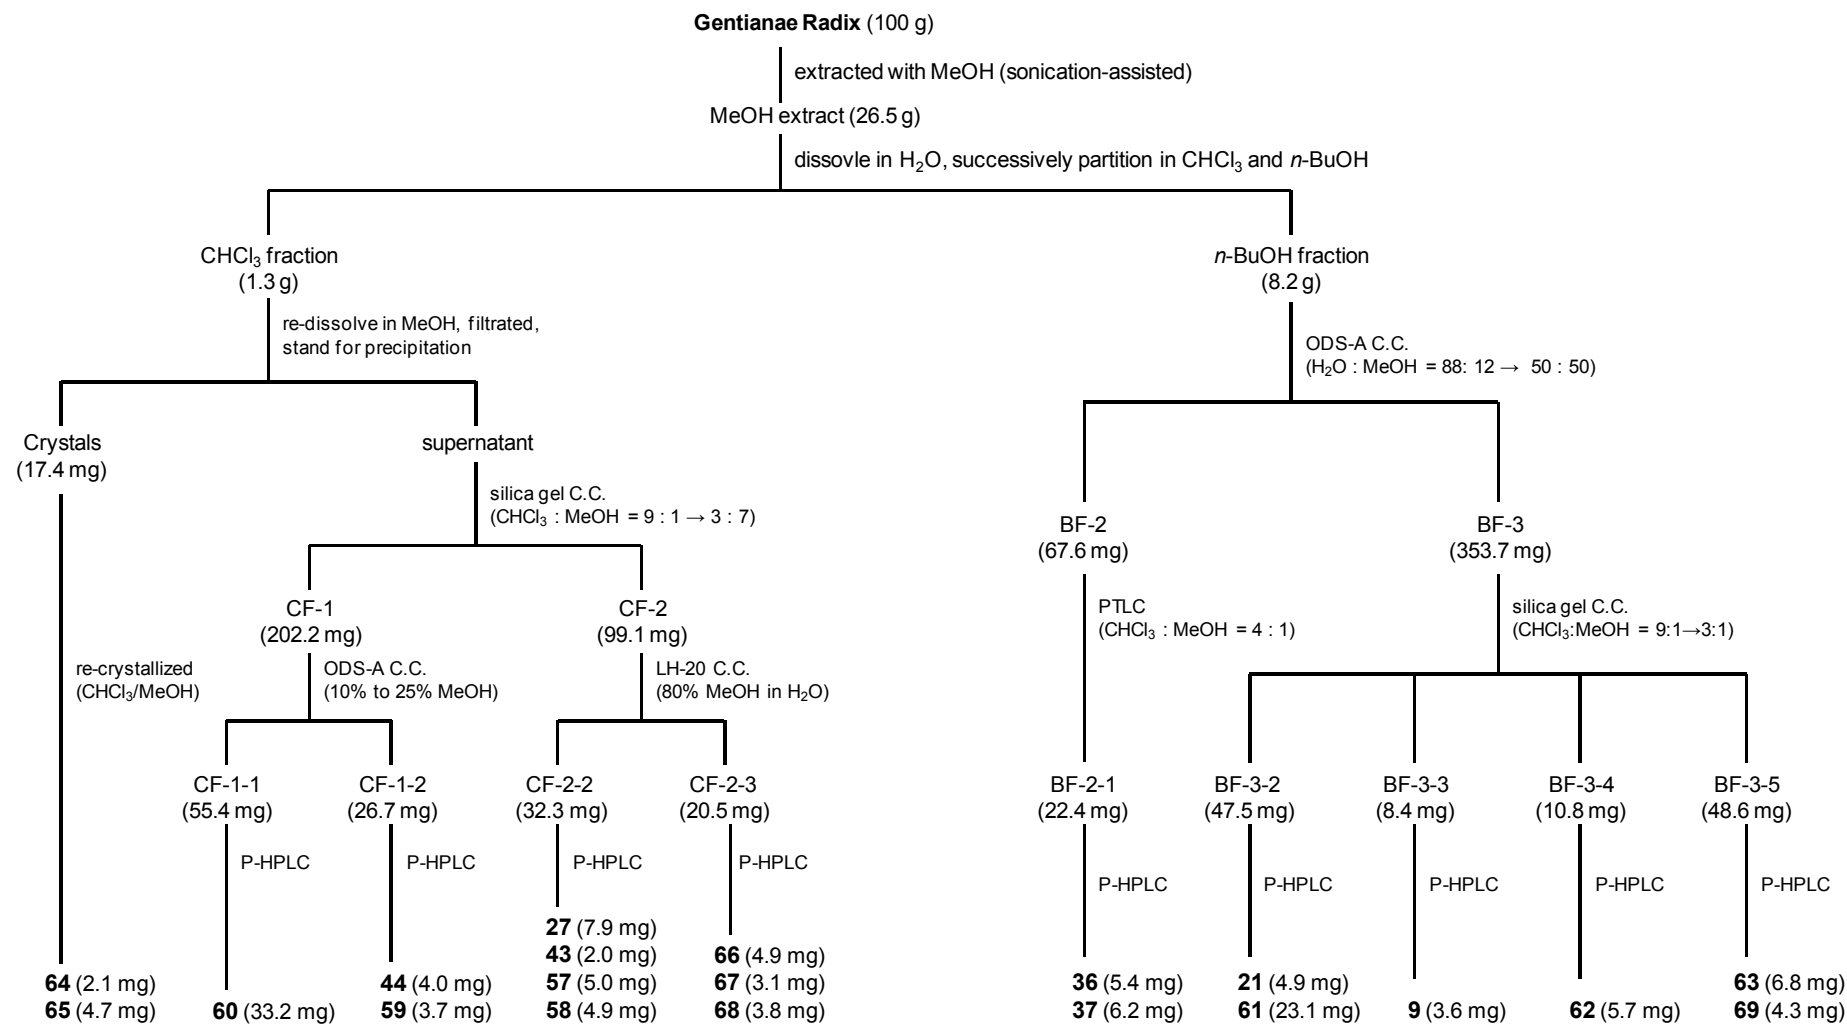 Gentianae Radix (100 g)
extracted with MeOH (sonication-assisted)
MeOH extract (26.5 g)
dissovle in H₂O, successively partition in CHCl₃ and n-BuOH
CHCl₃ fraction
(1.3 g)
n-BuOH fraction
(8.2 g)
re-dissolve in MeOH, filtrated,
stand for precipitation
ODS-A C.C.
(H₂O : MeOH = 88: 12 → 50 : 50)
Crystals
(17.4 mg)
supernatant
silica gel C.C.
(CHCl₃ : MeOH = 9 : 1 → 3 : 7)
BF-2
(67.6 mg)
BF-3
(353.7 mg)
CF-1
(202.2 mg)
CF-2
(99.1 mg)
PTLC
(CHCl₃ : MeOH = 4 : 1)
silica gel C.C.
(CHCl₃:MeOH = 9:1→3:1)
re-crystallized
(CHCl₃/MeOH)
ODS-A C.C.
(10% to 25% MeOH)
LH-20 C.C.
(80% MeOH in H₂O)
CF-1-1
(55.4 mg)
CF-1-2
(26.7 mg)
CF-2-2
(32.3 mg)
CF-2-3
(20.5 mg)
BF-2-1
(22.4 mg)
BF-3-2
(47.5 mg)
BF-3-3
(8.4 mg)
BF-3-4
(10.8 mg)
BF-3-5
(48.6 mg)
P-HPLC
P-HPLC
P-HPLC
P-HPLC
P-HPLC
P-HPLC
P-HPLC
P-HPLC
P-HPLC
64 (2.1 mg)
65 (4.7 mg)
60 (33.2 mg)
44 (4.0 mg)
59 (3.7 mg)
27 (7.9 mg)
43 (2.0 mg)
57 (5.0 mg)
58 (4.9 mg)
66 (4.9 mg)
67 (3.1 mg)
68 (3.8 mg)
36 (5.4 mg)
37 (6.2 mg)
21 (4.9 mg)
61 (23.1 mg)
9 (3.6 mg)
62 (5.7 mg)
63 (6.8 mg)
69 (4.3 mg)